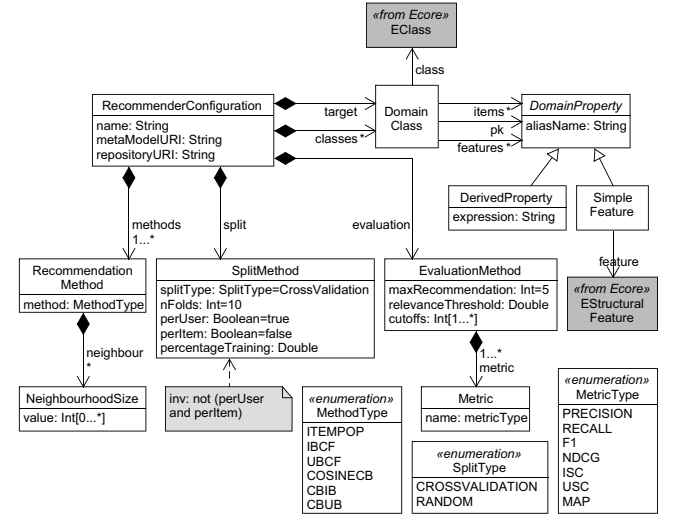 «from Ecore»
EClass
class
RecommenderConfiguration
name: String
metaModelURI: String
repositoryURI: String
target
classes*
Domain
Class
items*
pk
features*
DomainProperty
aliasName: String
DerivedProperty
expression: String
Simple
Feature
feature
«from Ecore»
EStructural
Feature
methods
1...*
split
evaluation
Recommendation
Method
method: MethodType
SplitMethod
splitType: SplitType=CrossValidation
nFolds: Int=10
perUser: Boolean=true
perItem: Boolean=false
percentageTraining: Double
EvaluationMethod
maxRecommendation: Int=5
relevanceThreshold: Double
cutoffs: Int[1...*]
neighbour
*
1...*
metric
NeighbourhoodSize
value: Int[0...*]
inv: not (perUser
and perItem)
«enumeration»
MethodType
ITEMPOP
IBCF
UBCF
COSINECB
CBIB
CBUB
Metric
name: metricType
«enumeration»
SplitType
CROSSVALIDATION
RANDOM
«enumeration»
MetricType
PRECISION
RECALL
F1
NDCG
ISC
USC
MAP